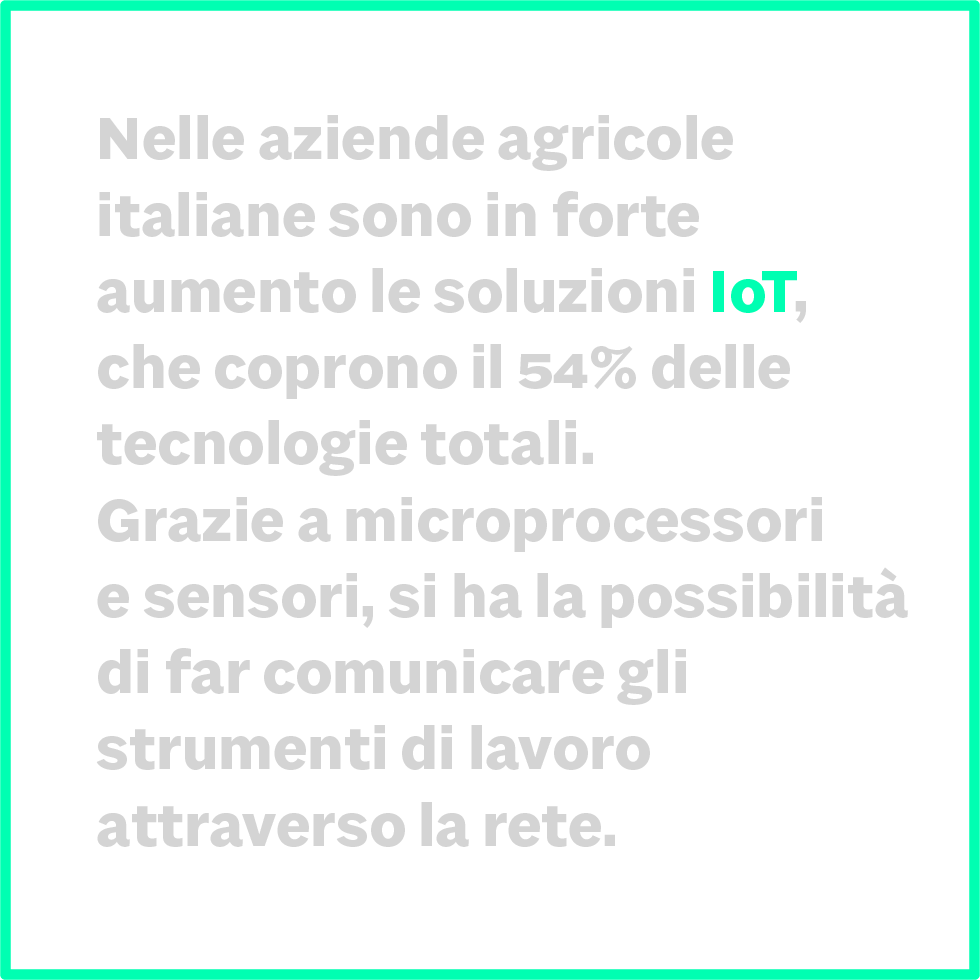 Nelle aziende agricole
italiane sono in forte
aumento le soluzioni IoT,
che coprono il 54% delle
tecnologie totali.
Grazie a microprocessori
e sensori, si ha la possibilità
di far comunicare gli
strumenti di lavoro
attraverso la rete.